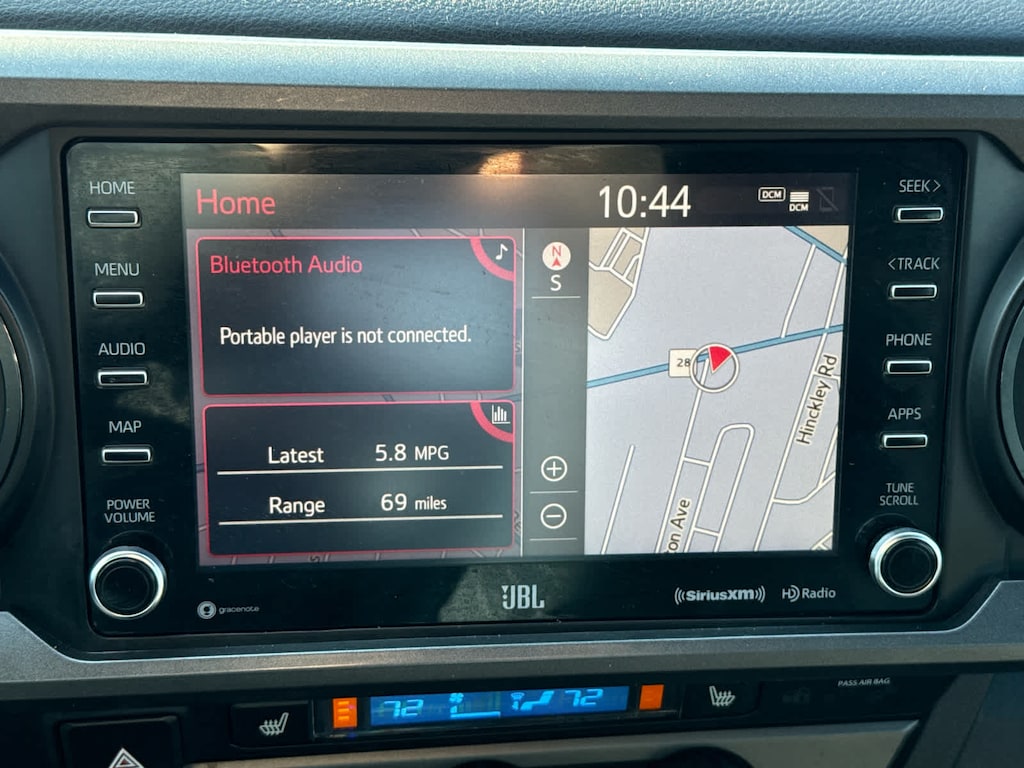 HOME
MENU
AUDIO
MAP
POWER
VOLUME
Home
10:44
DCM
DCM
Bluetooth Audio
Portable player is not connected.
Latest 5.8 MPG
Range 69 miles
N
S
28
Hinckley Rd
on Ave
SEEK>
<TRACK
PHONE
APPS
TUNE
SCROLL
gracenote
JBL
((SiriusXM))
HD Radio
72
72
PASS AIR BAG